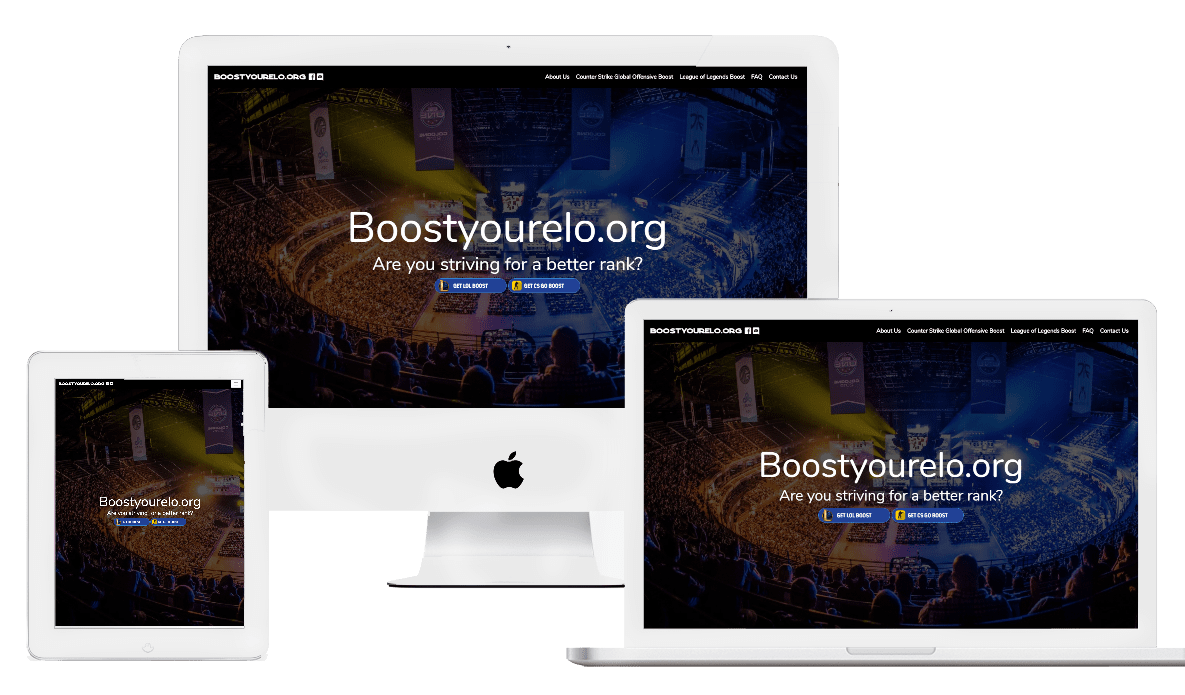 BOOSTYOURELO.ORG
About Us Counter Strike Global Offensive Boost League of Legends Boost FAQ Contact Us
Boostyourelo.org
Are you striving for a better rank?
GET LOL BOOST GET CS GO BOOST
BOOSTYOURELO.ORG
About Us Counter Strike Global Offensive Boost League of Legends Boost FAQ Contact Us
Boostyourelo.org
Are you striving for a better rank?
GET LOL BOOST GET CS GO BOOST
BOOSTYOURELO.ORG
Boostyourelo.org
Are you striving for a better rank?